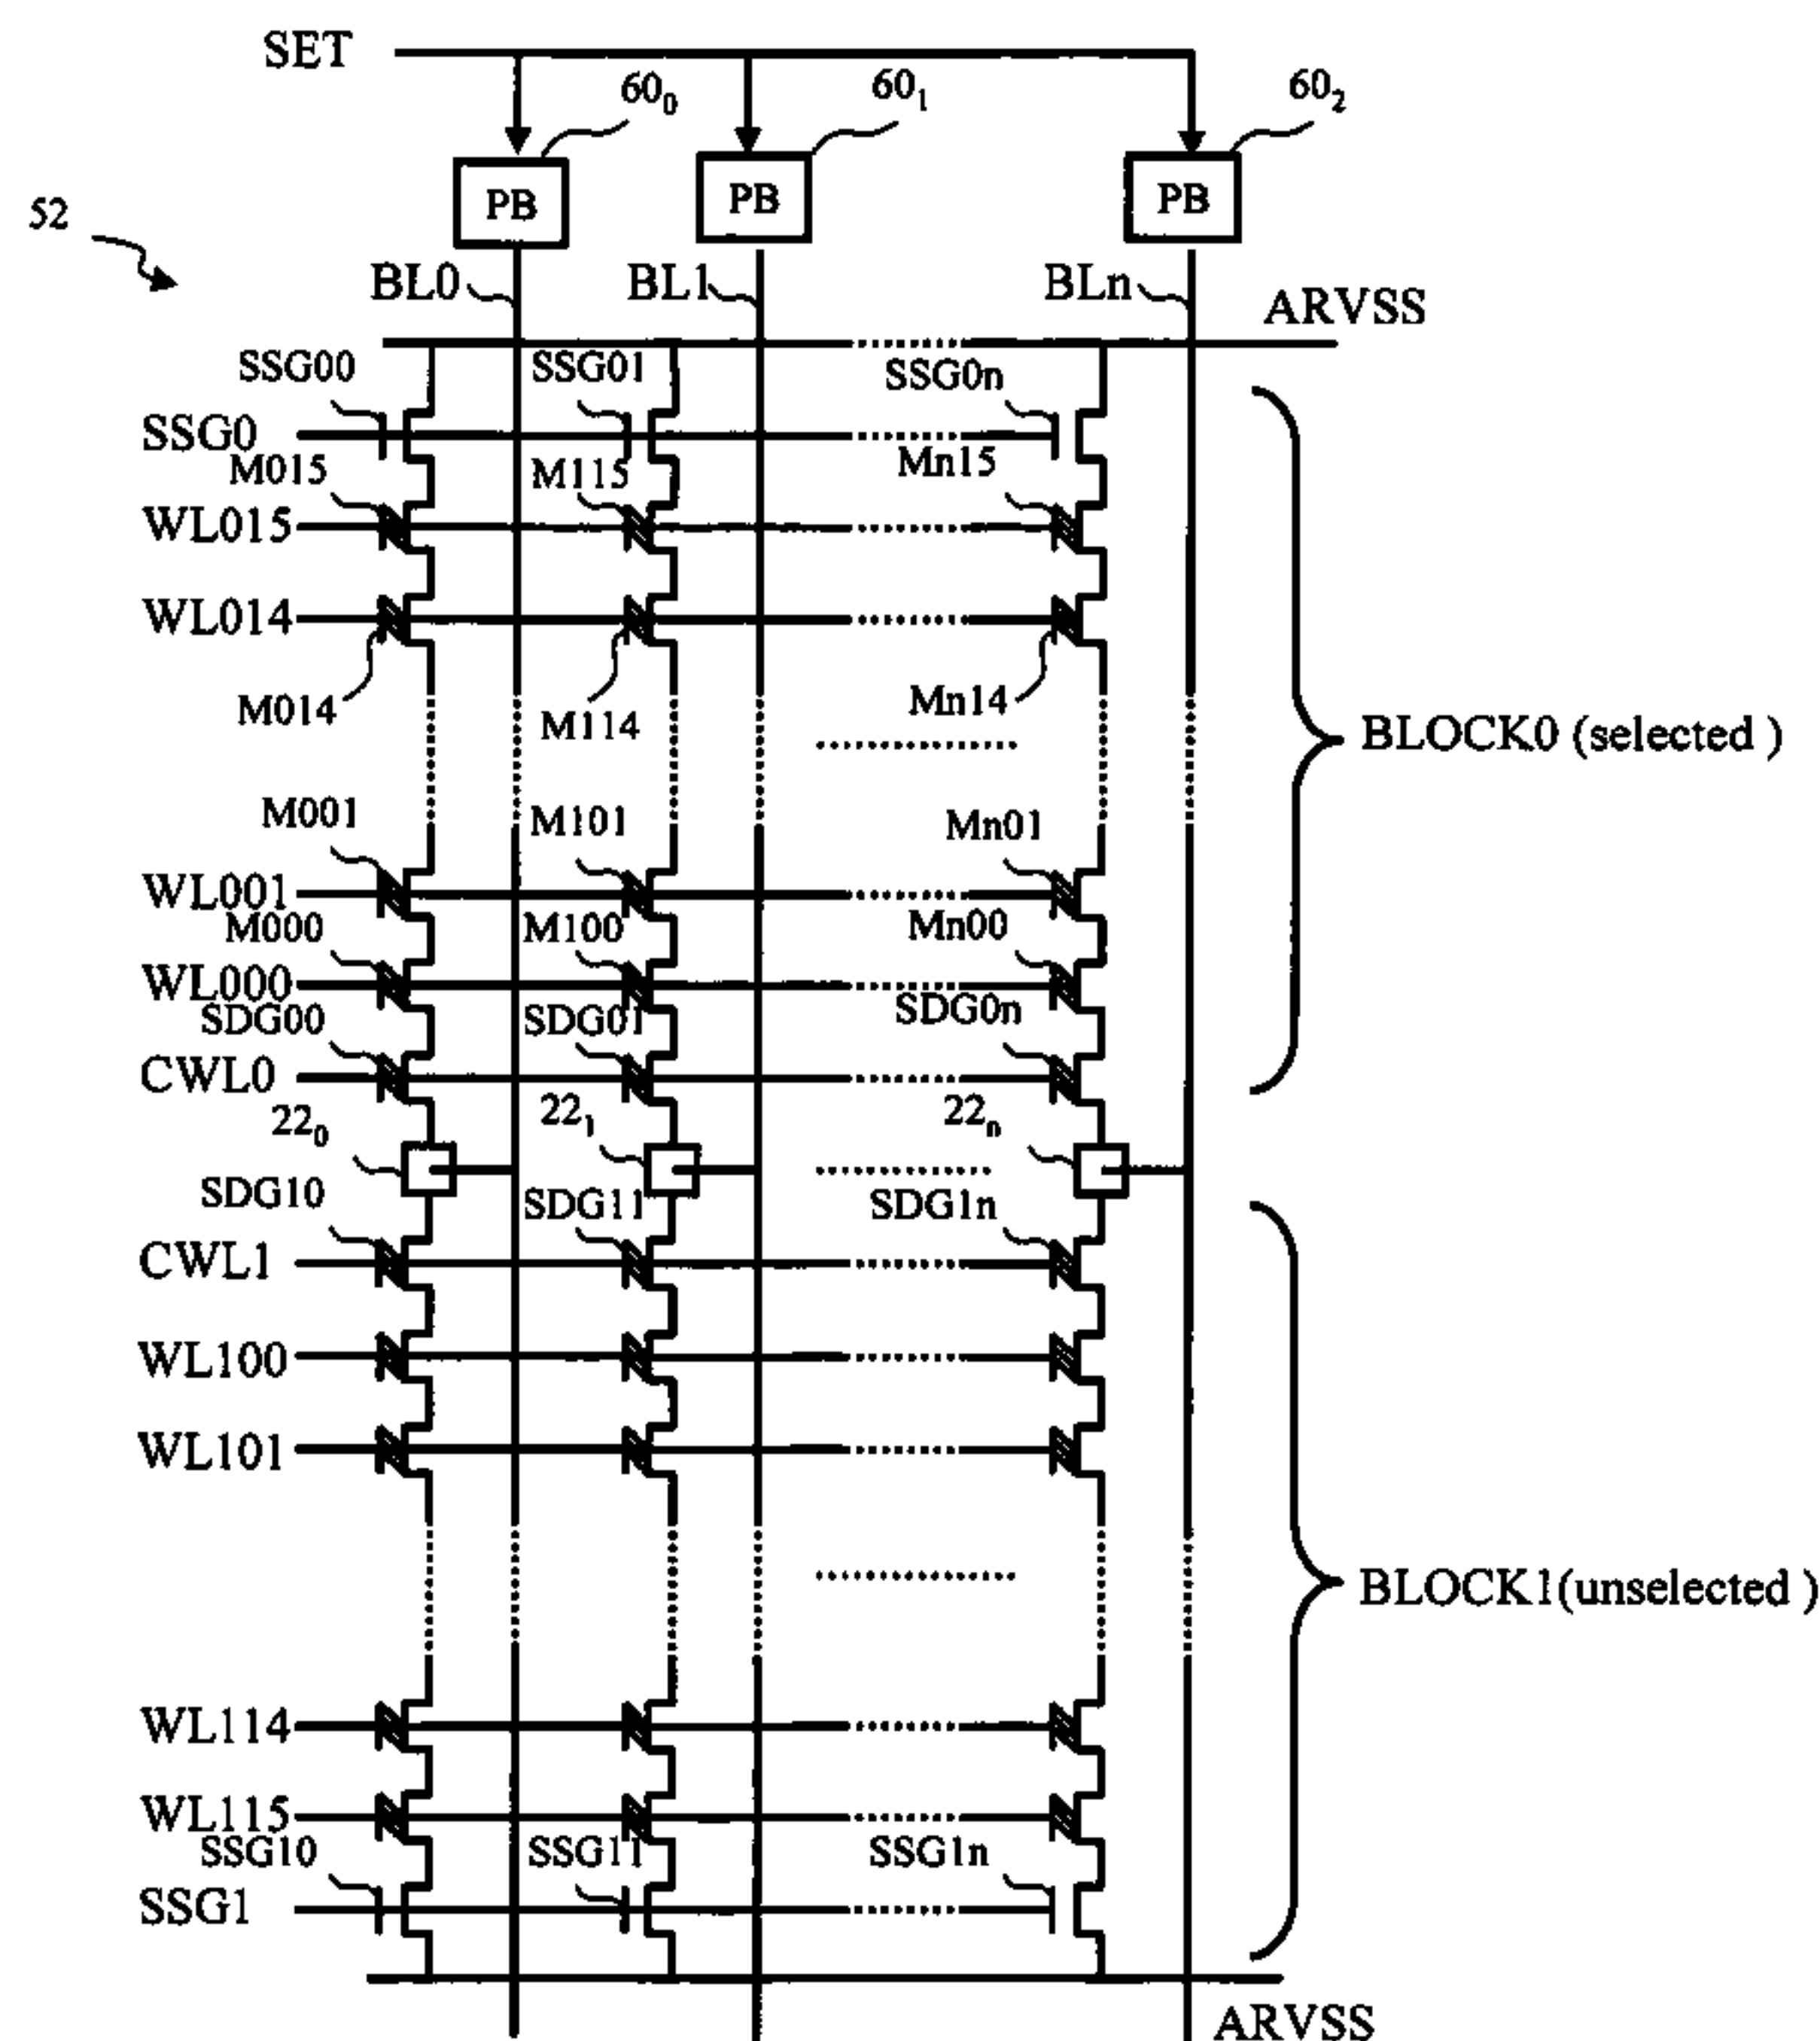 SET
60₀ 60₁ 60₂
PB PB PB
52
BL0 BL1 BLn
ARVSS
SSG00 SSG01 SSG0n
SSG0
M015 M115 Mn15
WL015
WL014
M014 M114 Mn14
BLOCK0 (selected )
M001 M101 Mn01
WL001
M000 M100 Mn00
WL000
SDG00 SDG01 SDG0n
CWL0
22₀ 22₁ 22ₙ
SDG10 SDG11 SDG1n
CWL1
WL100
WL101
BLOCK1(unselected )
WL114
WL115
SSG10 SSG11 SSG1n
SSG1
ARVSS